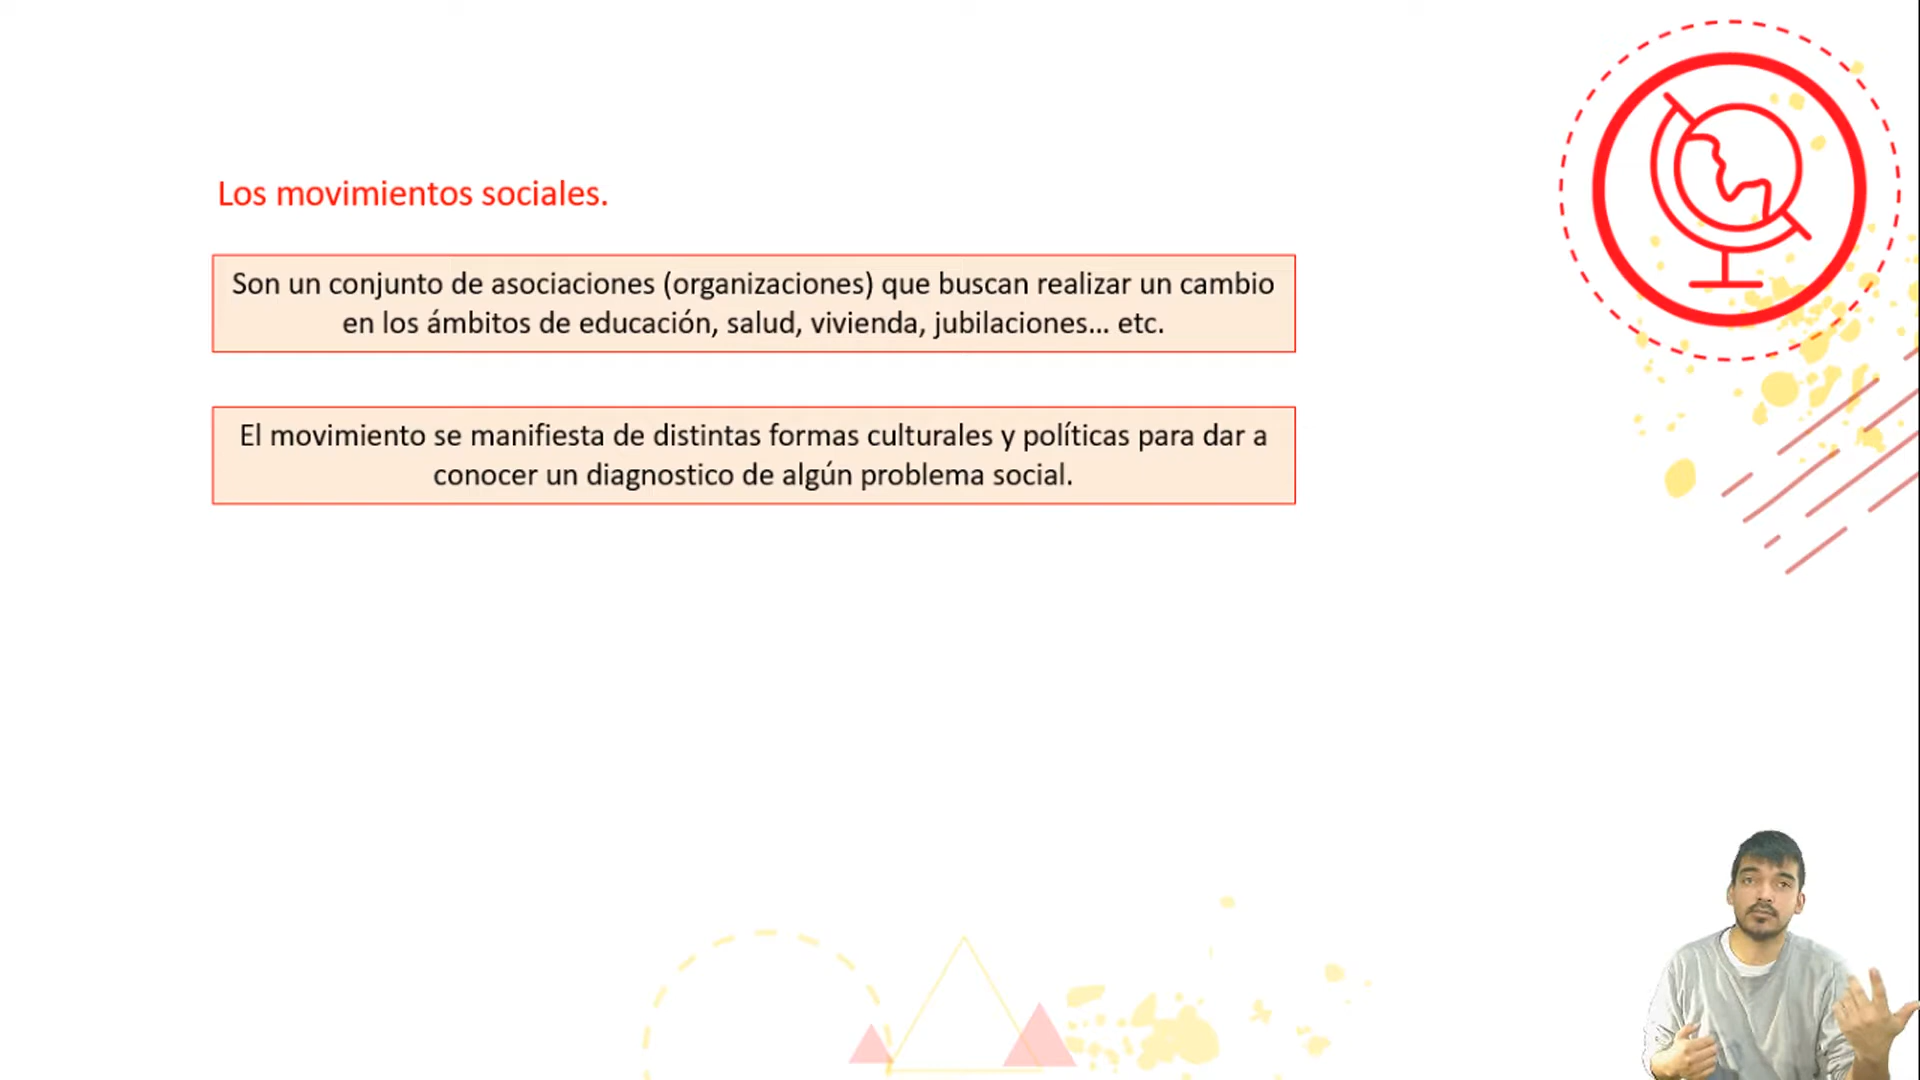 Los movimientos sociales.
Son un conjunto de asociaciones (organizaciones) que buscan realizar un cambio
en los ámbitos de educación, salud, vivienda, jubilaciones... etc.
El movimiento se manifiesta de distintas formas culturales y políticas para dar a
conocer un diagnostico de algún problema social.